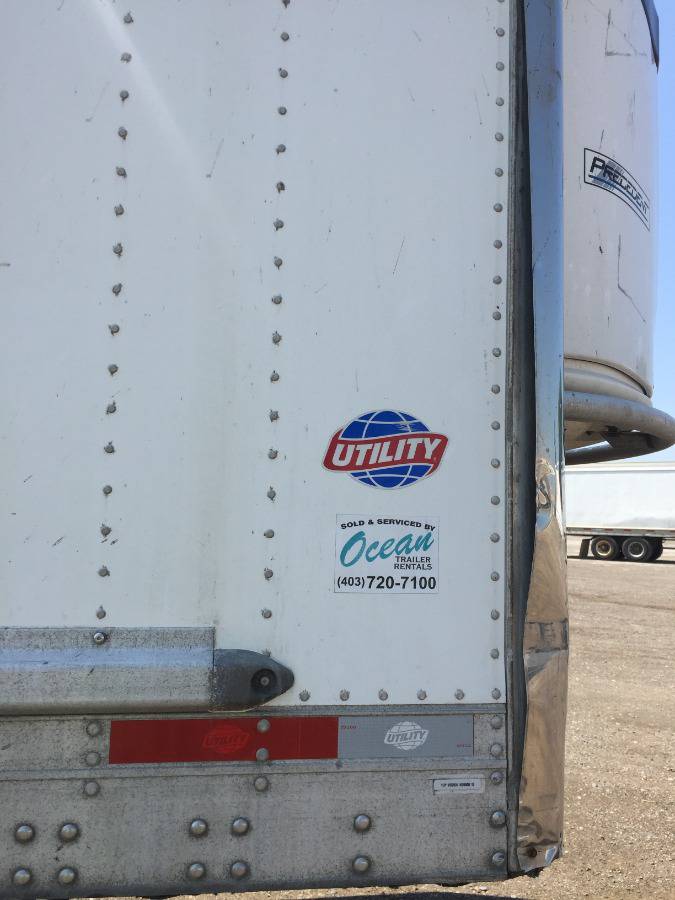 PRECEDENT
UTILITY
SOLD & SERVICED BY
Ocean
TRAILER
RENTALS
(403)720-7100
UTILITY
UTILITY